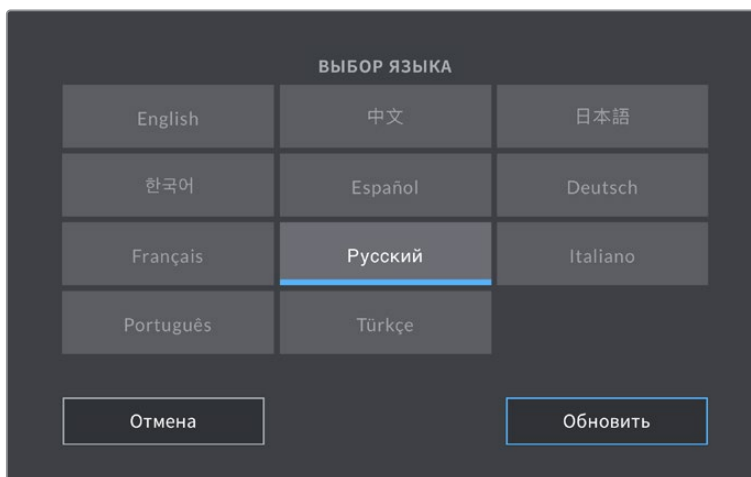 ВЫБОР ЯЗЫКА
English 中文 日本語
한국어 Español Deutsch
Français Русский Italiano
Português Türkçe
Отмена Обновить